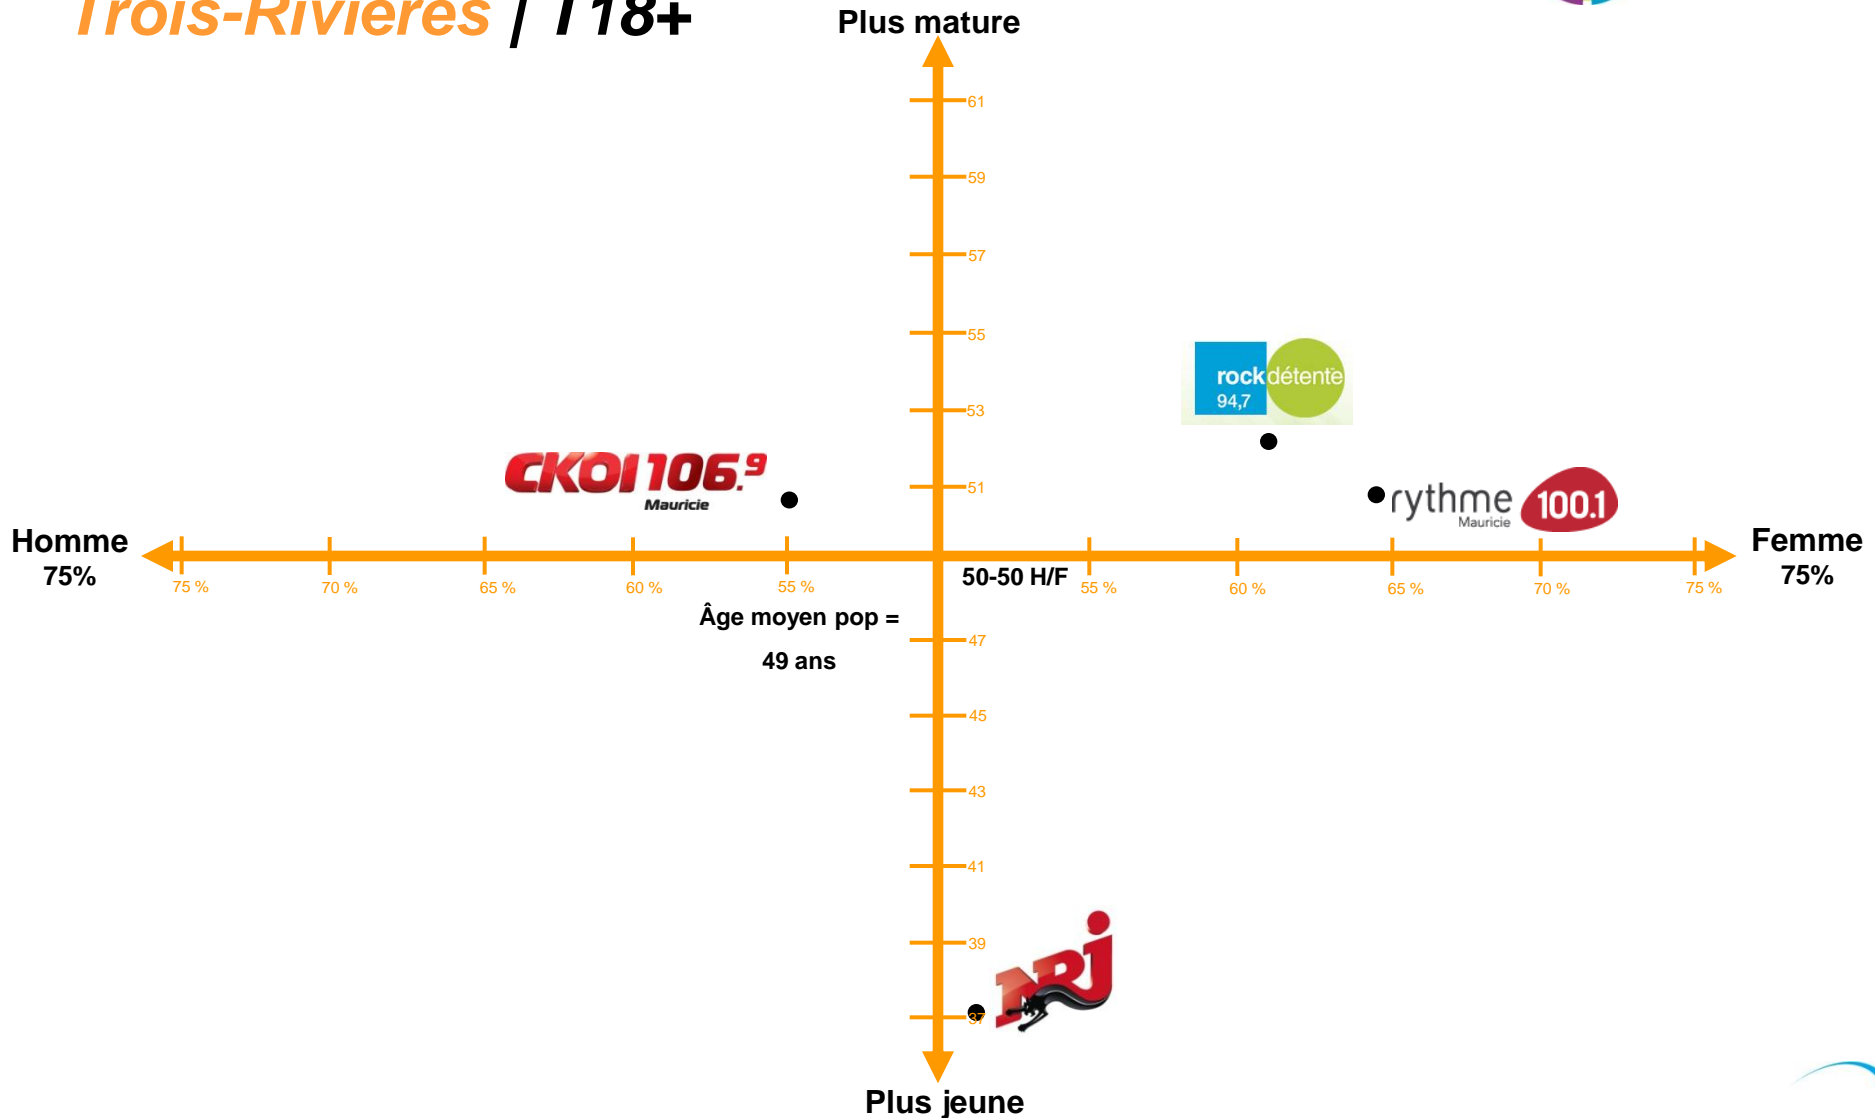 Trois-Rivières | T18+
Plus mature
61
59
57
55
rockdétente
94,7
53
CKOI 106.9
Mauricie
51
rythme 100.1
Mauricie
Homme
75%
Femme
75%
75 %
70 %
65 %
60 %
55 %
50-50 H/F
55 %
60 %
65 %
70 %
75 %
Âge moyen pop =
49 ans
47
45
43
41
39
NRJ
37
Plus jeune